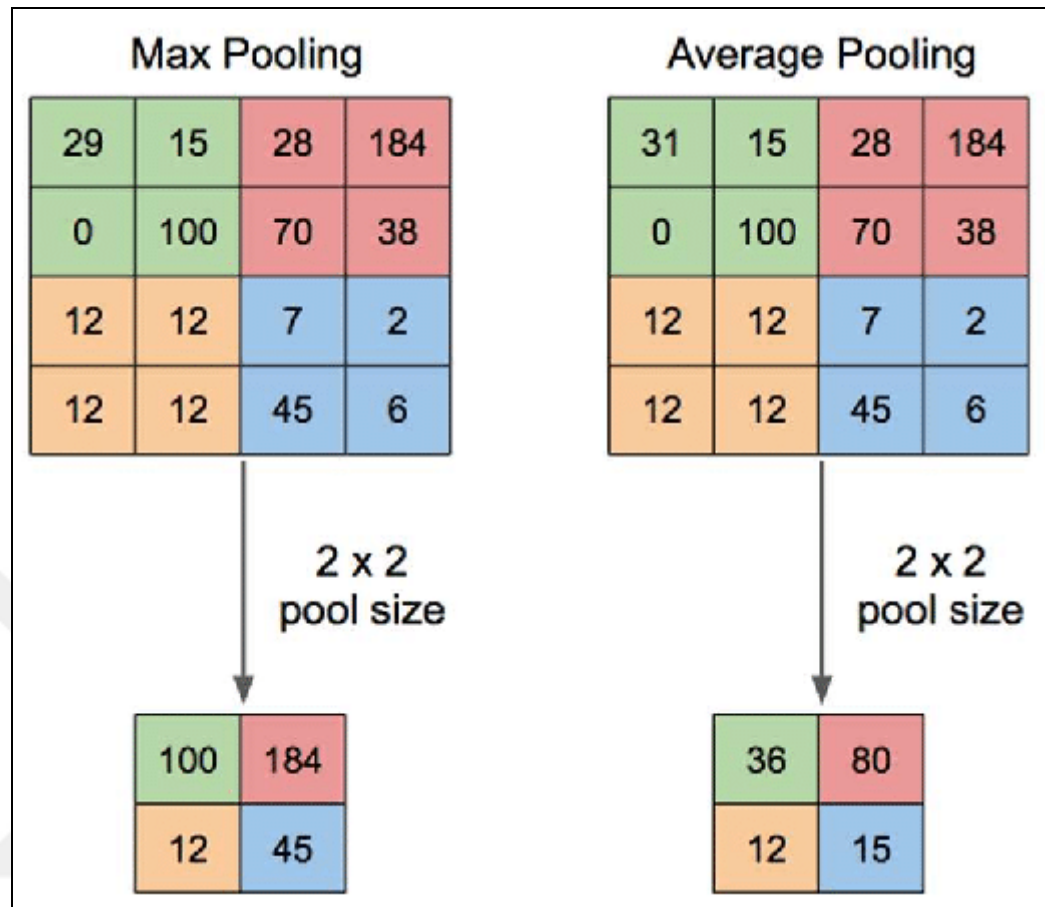 Max Pooling
29 15 28 184
0 100 70 38
12 12 7 2
12 12 45 6
2 x 2
pool size
100 184
12 45
Average Pooling
31 15 28 184
0 100 70 38
12 12 7 2
12 12 45 6
2 x 2
pool size
36 80
12 15